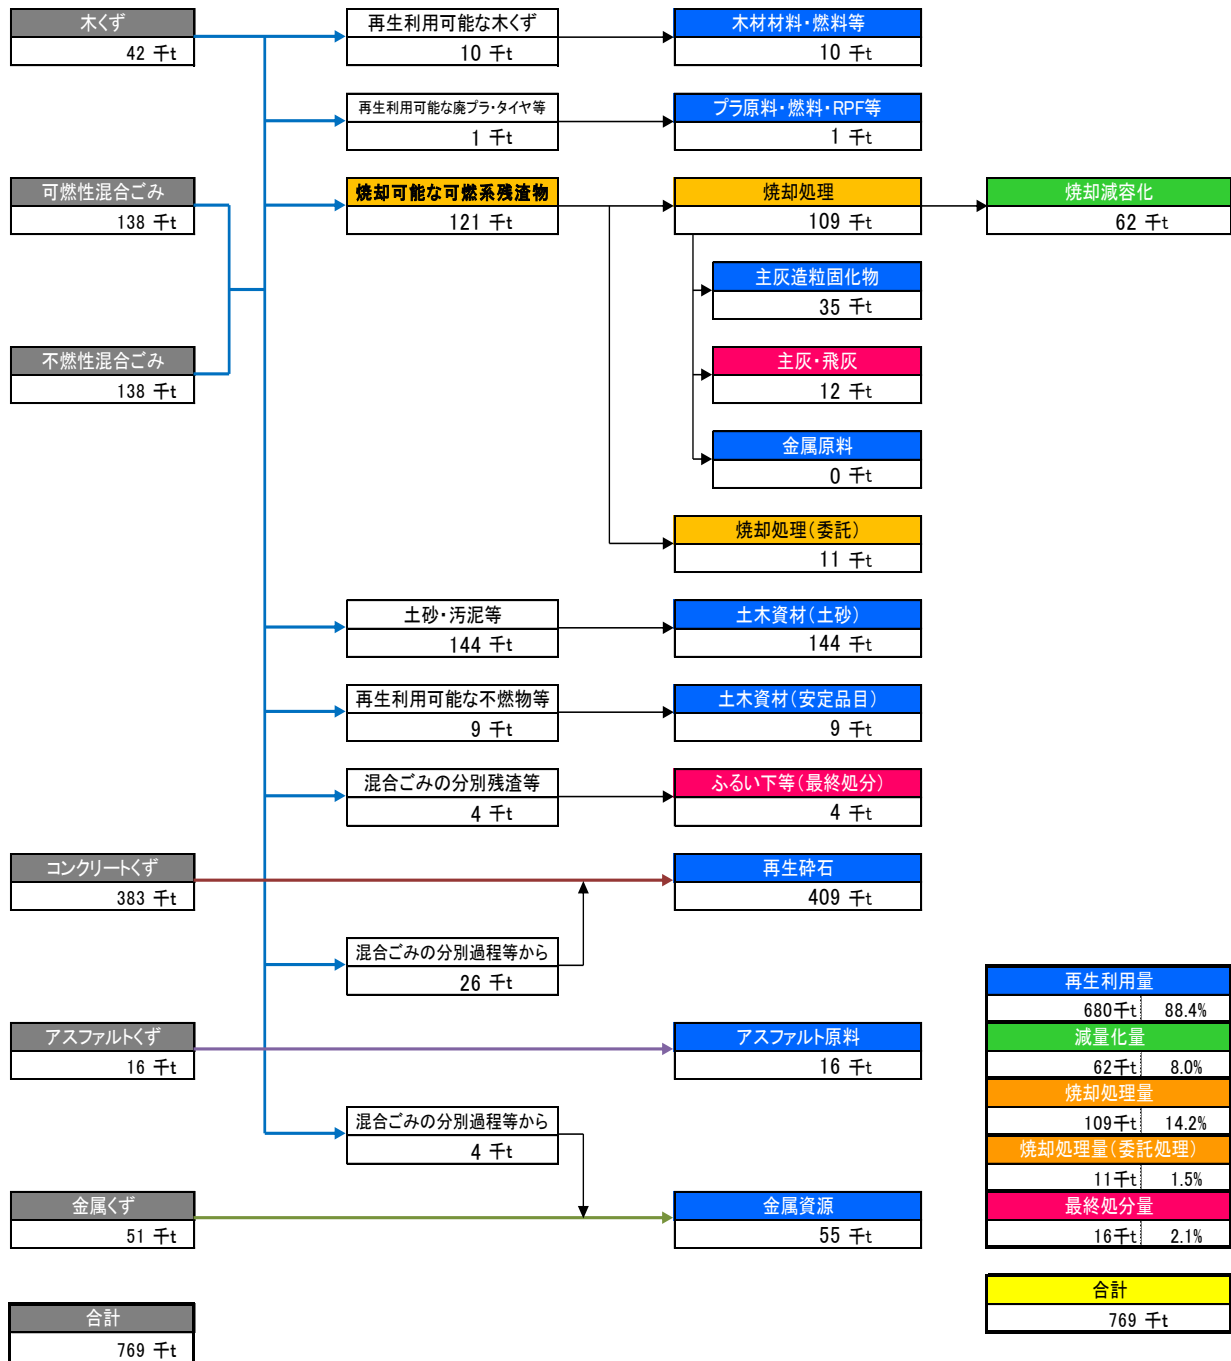 木くず
42 千t
再生利用可能な木くず
10 千t
木材材料・燃料等
10 千t
再生利用可能な廃プラ・タイヤ等
1 千t
プラ原料・燃料・RPF等
1 千t
可燃性混合ごみ
138 千t
焼却可能な可燃系残渣物
121 千t
焼却処理
109 千t
焼却減容化
62 千t
主灰造粒固化物
35 千t
不燃性混合ごみ
138 千t
主灰・飛灰
12 千t
金属原料
0 千t
焼却処理(委託)
11 千t
土砂・汚泥等
144 千t
土木資材(土砂)
144 千t
再生利用可能な不燃物等
9 千t
土木資材(安定品目)
9 千t
混合ごみの分別残渣等
4 千t
ふるい下等(最終処分)
4 千t
コンクリートくず
383 千t
再生砕石
409 千t
混合ごみの分別過程等から
26 千t
アスファルトくず
16 千t
アスファルト原料
16 千t
混合ごみの分別過程等から
4 千t
金属くず
51 千t
金属資源
55 千t
合計
769 千t
再生利用量
680千t 88.4%
減量化量
62千t 8.0%
焼却処理量
109千t 14.2%
焼却処理量(委託処理)
11千t 1.5%
最終処分量
16千t 2.1%
合計
769 千t